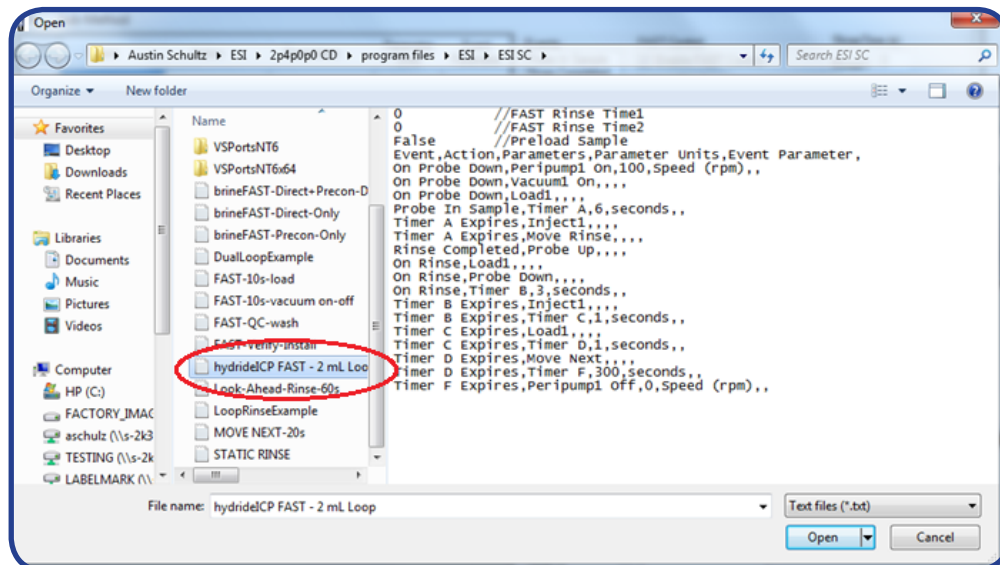 Open
Austin Schultz ▸ ESI ▸ 2p4p0p0 CD ▸ program files ▸ ESI ▸ ESI SC ▸
Search ESI SC
Organize
New folder
Favorites
Desktop
Downloads
Recent Places
Libraries
Documents
Music
Pictures
Videos
Computer
HP (C:)
FACTORY_IMAG
aschulz (\\s-2k3
TESTING (\\s-2k
LABELMARK (\\
Name
VSPortsNT6
VSPortsNT6x64
brineFAST-Direct+Precon-D
brineFAST-Direct-Only
brineFAST-Precon-Only
DualLoopExample
FAST-10s-load
FAST-10s-vacuum on-off
FAST-QC-wash
FAST-Verify-Install
hydrideICP FAST - 2 mL Loo
Look-Ahead-Rinse-60s
LoopRinseExample
MOVE NEXT-20s
STATIC RINSE
0 //FAST Rinse Time1
0 //FAST Rinse Time2
False //Preload Sample
Event,Action,Parameters,Parameter Units,Event Parameter,
On Probe Down,Peripump1 On,100,Speed (rpm),,
On Probe Down,Vacuum1 On,,,,
On Probe Down,Load1,,,,
Probe In Sample,Timer A,6,seconds,,
Timer A Expires,Inject1,,,,
Timer A Expires,Move Rinse,,,,
Rinse Completed,Probe Up,,,,
On Rinse,Load1,,,,
On Rinse,Probe Down,,,,
On Rinse,Timer B,3,seconds,,
Timer B Expires,Inject1,,,,
Timer B Expires,Timer C,1,seconds,,
Timer C Expires,Load1,,,,
Timer C Expires,Timer D,1,seconds,,
Timer D Expires,Move Next,,,,
Timer D Expires,Timer F,300,seconds,,
Timer F Expires,Peripump1 Off,0,Speed (rpm),,
File name: hydrideICP FAST - 2 mL Loop
Text files (*.txt)
Open
Cancel